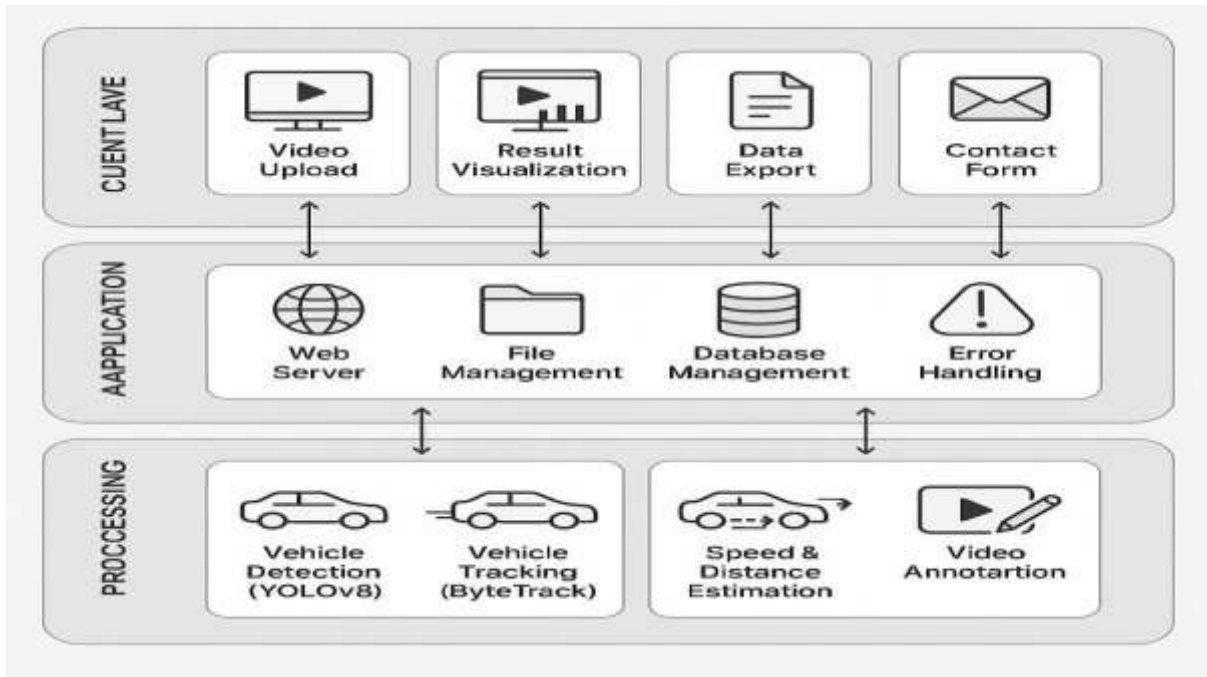 CLIENT LAVE
Video
Upload
Result
Visualization
Data
Export
Contact
Form
AAPPLICATION
Web
Server
File
Management
Database
Management
Error
Handling
PROCCESSING
Vehicle
Detection
(YOLOv8)
Vehicle
Tracking
(ByteTrack)
Speed &
Distance
Estimation
Video
Annotartion